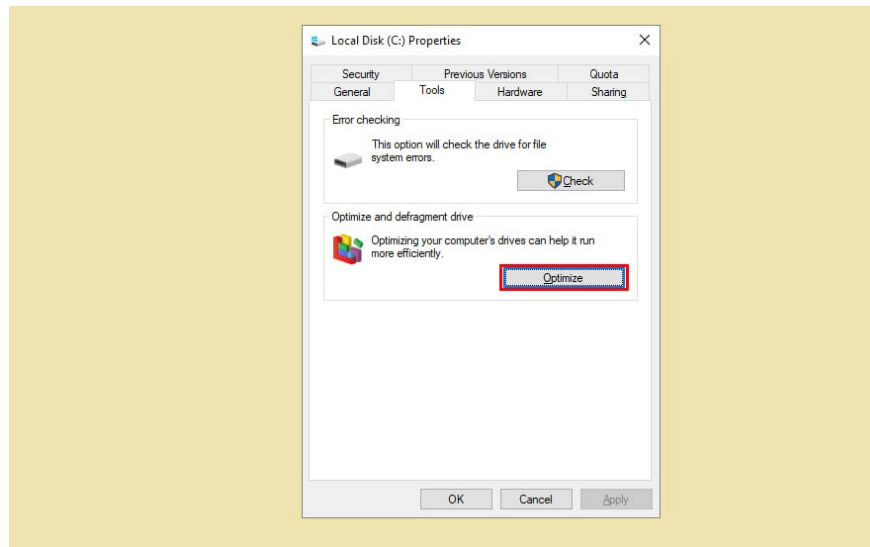 Local Disk (C:) Properties
Security Previous Versions Quota
General Tools Hardware Sharing
Error checking
This option will check the drive for file
system errors.
Check
Optimize and defragment drive
Optimizing your computer's drives can help it run
more efficiently.
Optimize
OK Cancel Apply